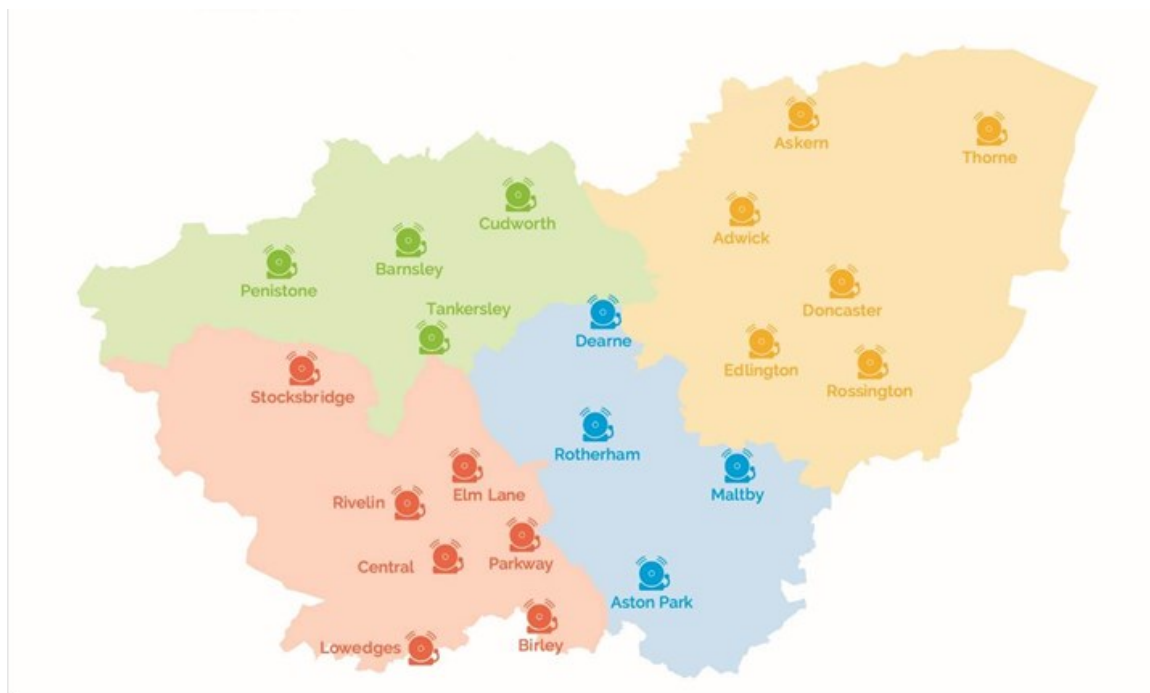 Askern
Thorne
Cudworth
Adwick
Barnsley
Penistone
Tankersley
Doncaster
Dearne
Edlington
Rossington
Stocksbridge
Rotherham
Elm Lane
Maltby
Rivelin
Central
Parkway
Aston Park
Birley
Lowedges